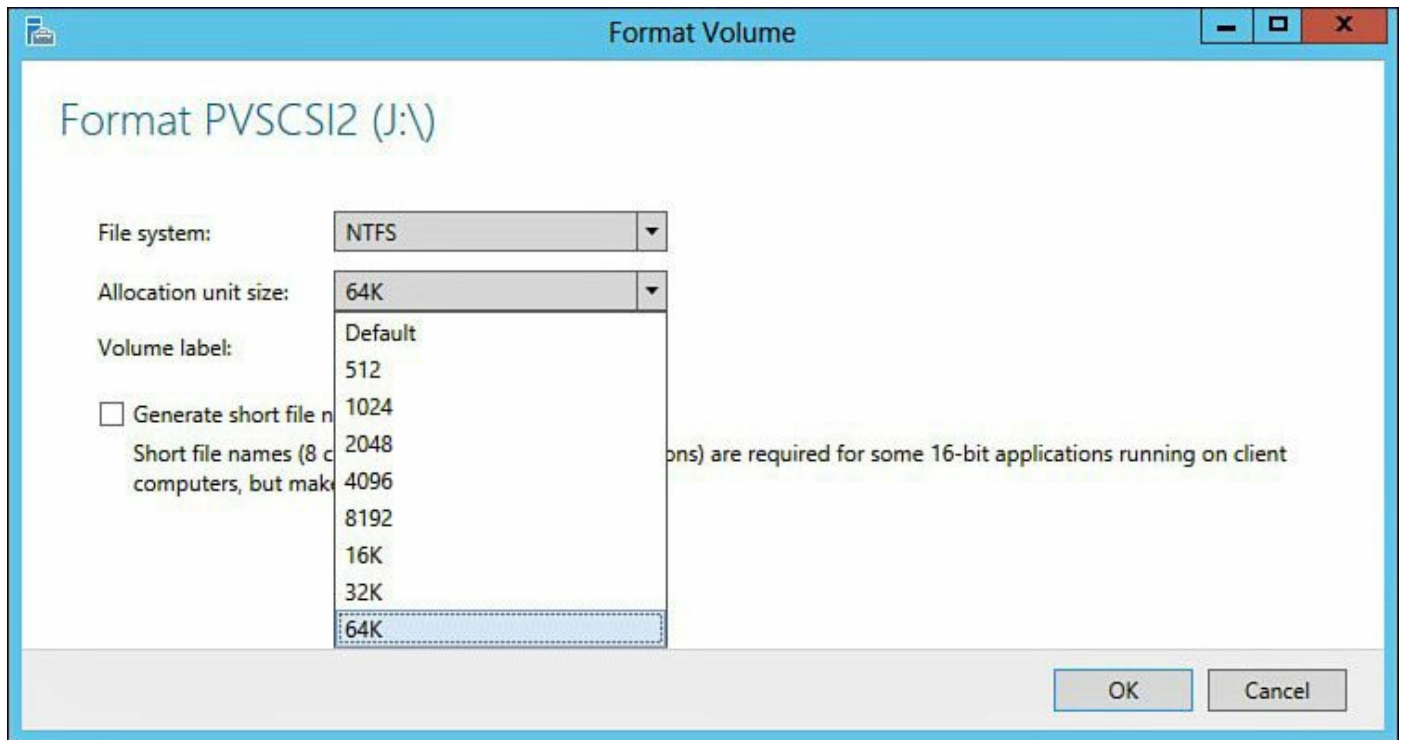 Format Volume
X
Format PVSCSI2 (J:\)
File system:
NTFS
Allocation unit size:
64K
Default
Volume label:
512
1024
Generate short file n
2048
Short file names (8 c
ons) are required for some 16-bit applications running on client
4096
computers, but make
8192
16K
32K
64K
OK
Cancel